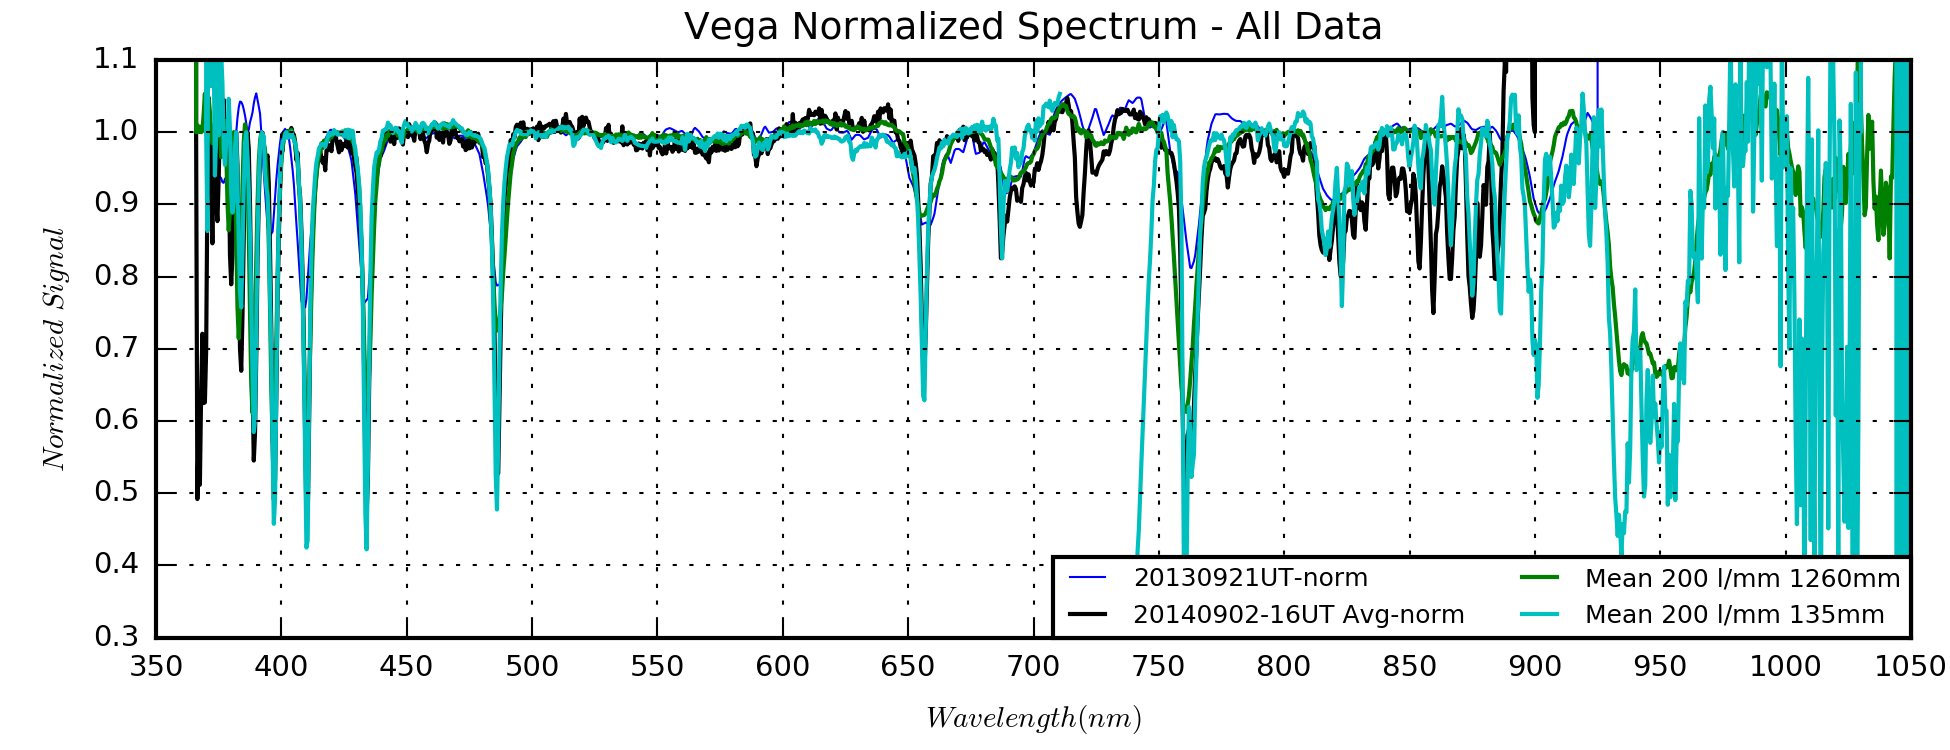 Vega Normalized Spectrum - All Data
1.1
1.0
0.9
0.8
0.7
0.6
0.5
0.4
0.3
Normalized Signal
350 400 450 500 550 600 650 700 750 800 850 900 950 1000 1050
Wavelength(nm)
20130921UT-norm
20140902-16UT Avg-norm
Mean 200 l/mm 1260mm
Mean 200 l/mm 135mm